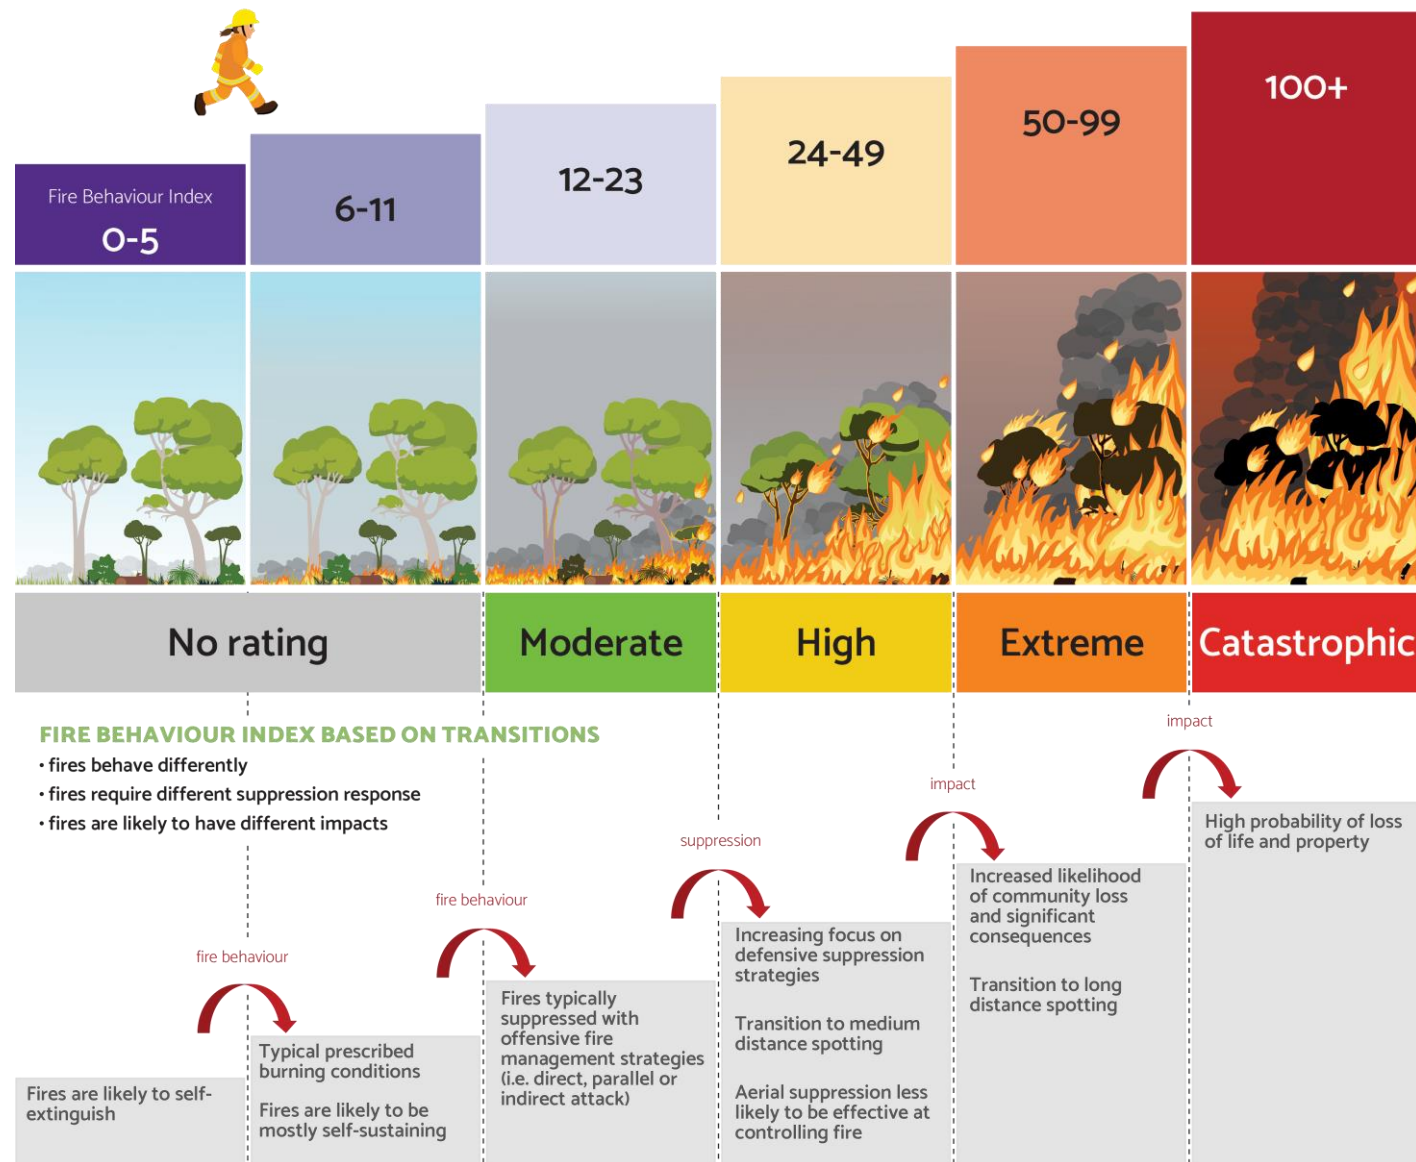 Fire Behaviour Index
0-5
6-11
12-23
24-49
50-99
100+
No rating
Moderate
High
Extreme
Catastrophic
FIRE BEHAVIOUR INDEX BASED ON TRANSITIONS
• fires behave differently
• fires require different suppression response
• fires are likely to have different impacts
fire behaviour
fire behaviour
suppression
impact
impact
Fires are likely to self-
extinguish
Typical prescribed
burning conditions
Fires are likely to be
mostly self-sustaining
Fires typically
suppressed with
offensive fire
management strategies
(i.e. direct, parallel or
indirect attack)
Increasing focus on
defensive suppression
strategies
Transition to medium
distance spotting
Aerial suppression less
likely to be effective at
controlling fire
Increased likelihood
of community loss
and significant
consequences
Transition to long
distance spotting
High probability of loss
of life and property